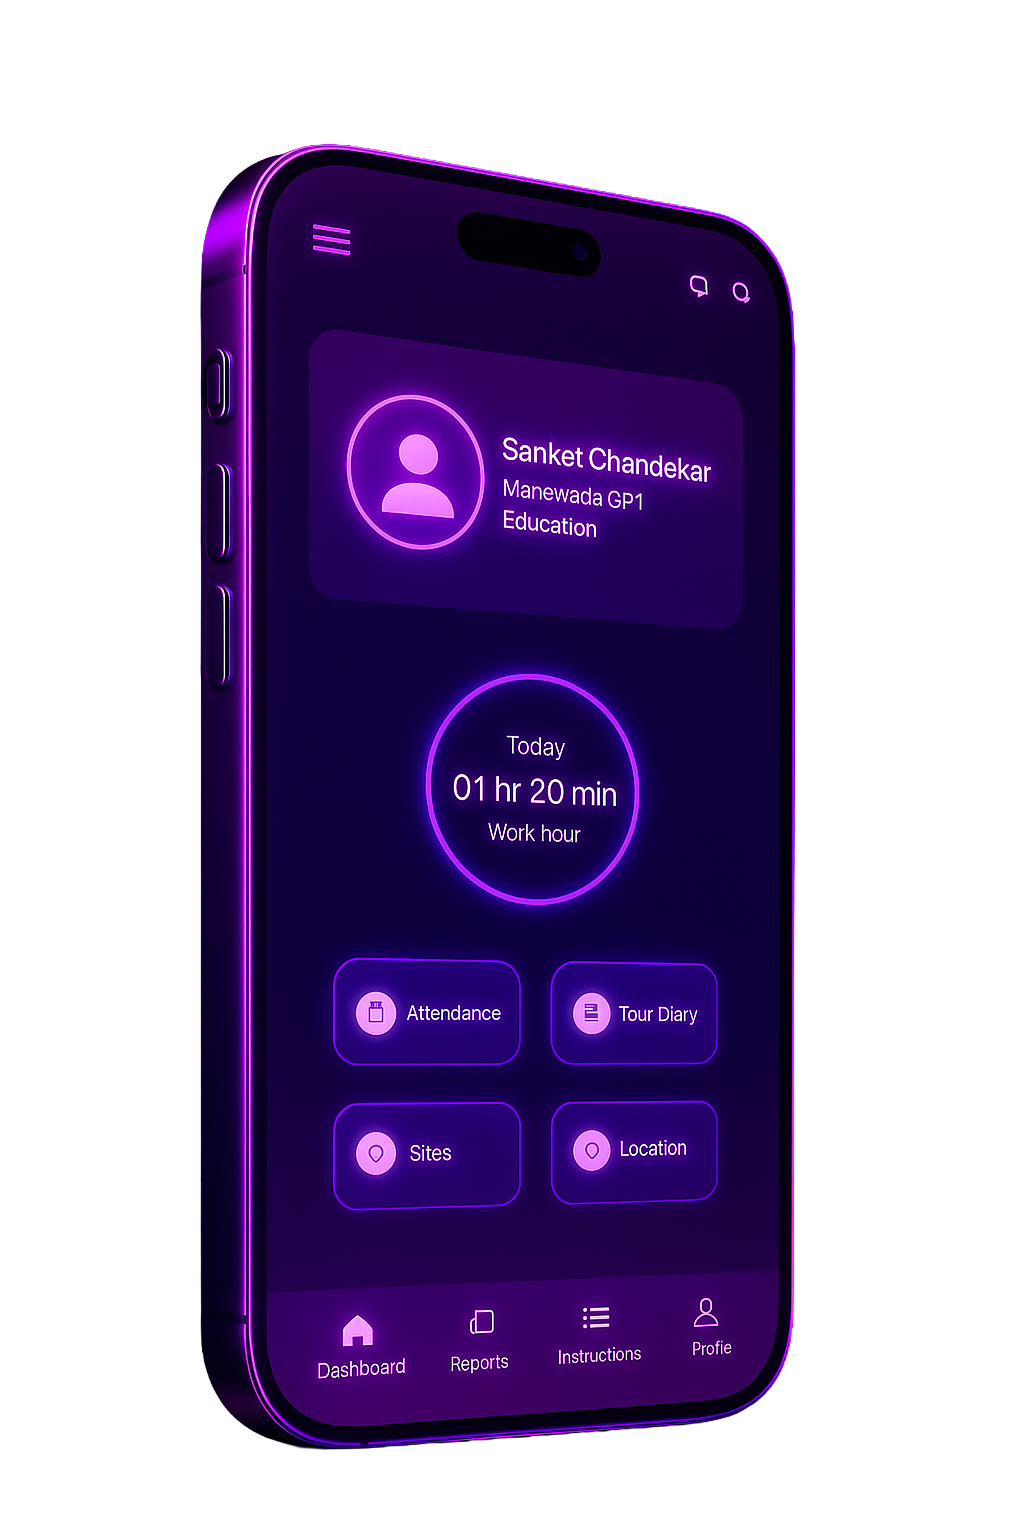 Sanket Chandekar
Manewada GP1
Education
Today
01 hr 20 min
Work hour
Attendance
Tour Diary
Sites
Location
Dashboard
Reports
Instructions
Profie